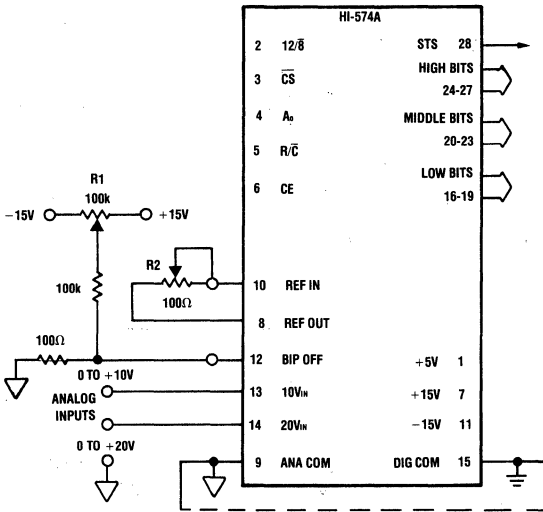 HI-574A
2 12/8̅
3 C̅S̅
4 A₀
5 R/C̅
6 CE
STS 28
HIGH BITS
24-27
MIDDLE BITS
20-23
LOW BITS
16-19
R1
100k
−15V
+15V
100k
R2
100Ω
10 REF IN
8 REF OUT
100Ω
12 BIP OFF
+5V 1
0 TO +10V
13 10VIN
+15V 7
ANALOG
INPUTS
14 20VIN
−15V 11
0 TO +20V
9 ANA COM
DIG COM 15